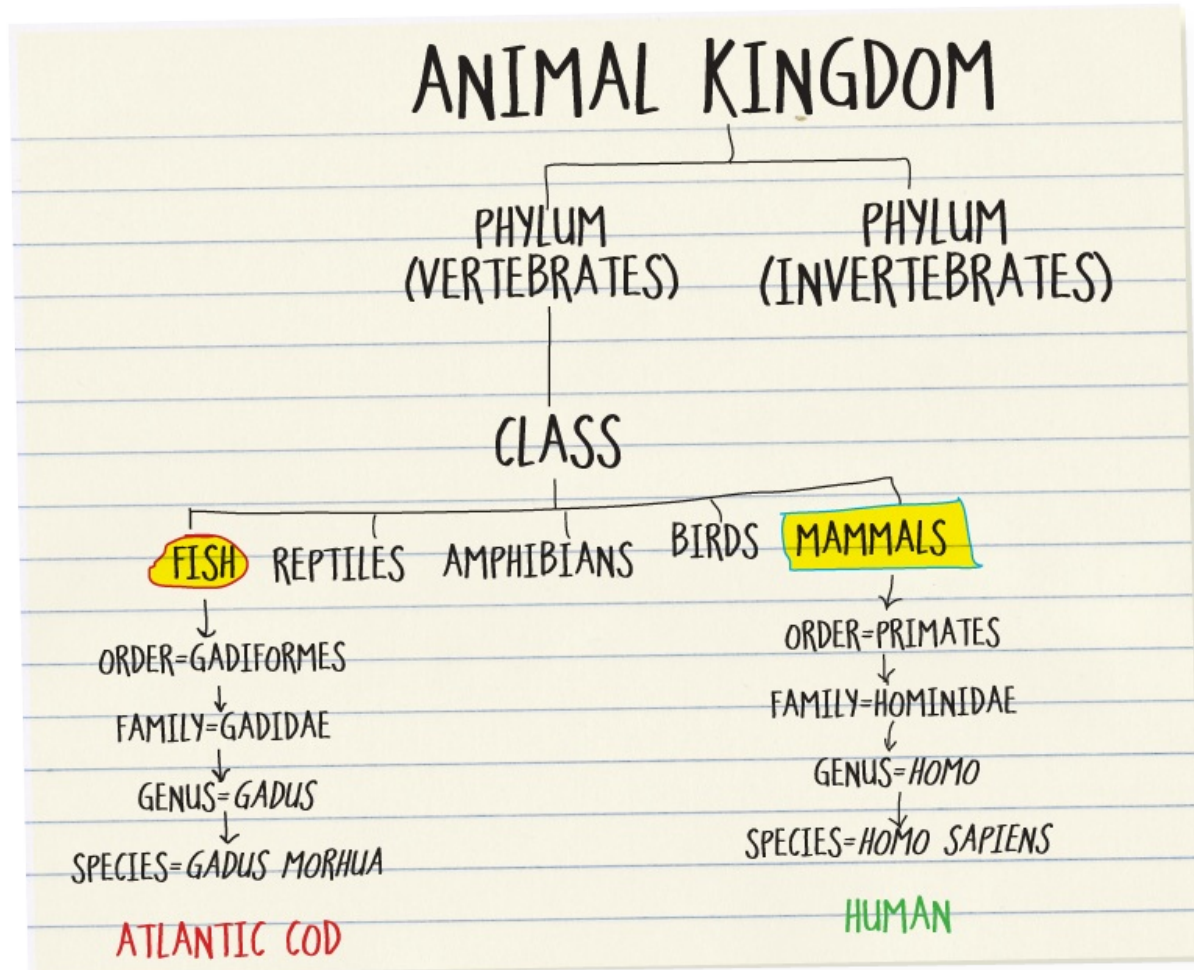 ANIMAL KINGDOM
PHYLUM
(VERTEBRATES)
PHYLUM
(INVERTEBRATES)
CLASS
FISH
REPTILES
AMPHIBIANS
BIRDS
MAMMALS
ORDER=GADIFORMES
FAMILY=GADIDAE
GENUS=GADUS
SPECIES=GADUS MORHUA
ATLANTIC COD
ORDER=PRIMATES
FAMILY=HOMINIDAE
GENUS=HOMO
SPECIES=HOMO SAPIENS
HUMAN